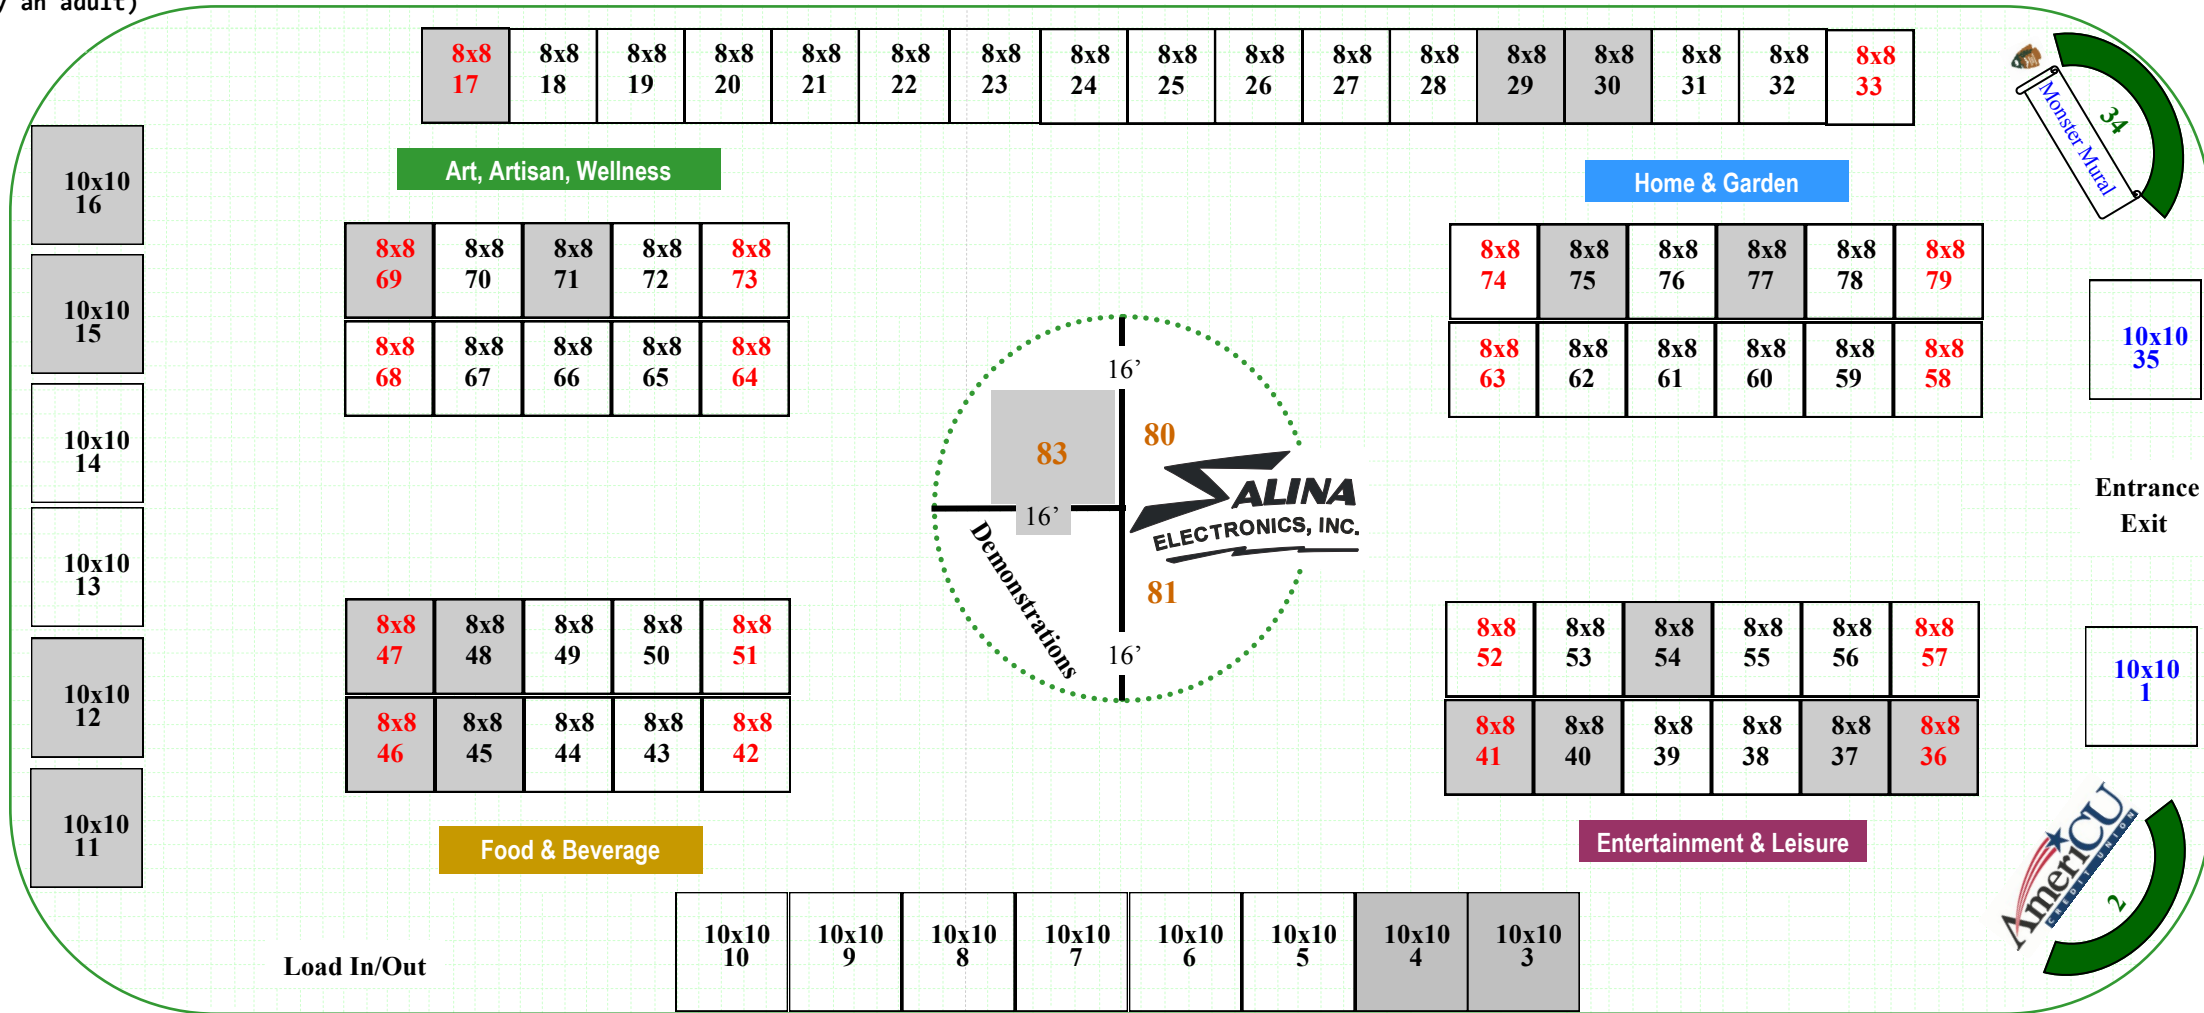 y an adult)
8x8 8x8 8x8 8x8 8x8 8x8 8x8 8x8 8x8 8x8 8x8 8x8 8x8 8x8 8x8 8x8 8x8
17 18 19 20 21 22 23 24 25 26 27 28 29 30 31 32 33
34
Monster Mural
Art, Artisan, Wellness
Home & Garden
10x10
16
10x10
15
10x10
14
10x10
13
10x10
12
10x10
11
8x8 8x8 8x8 8x8 8x8
69 70 71 72 73
8x8 8x8 8x8 8x8 8x8
68 67 66 65 64
8x8 8x8 8x8 8x8 8x8 8x8
74 75 76 77 78 79
8x8 8x8 8x8 8x8 8x8 8x8
63 62 61 60 59 58
10x10
35
16’
80
83
SALINA
ELECTRONICS, INC.
16’
Demonstrations
81
16’
Entrance
Exit
8x8 8x8 8x8 8x8 8x8
47 48 49 50 51
8x8 8x8 8x8 8x8 8x8
46 45 44 43 42
8x8 8x8 8x8 8x8 8x8 8x8
52 53 54 55 56 57
8x8 8x8 8x8 8x8 8x8 8x8
41 40 39 38 37 36
10x10
1
Food & Beverage
Entertainment & Leisure
AmeriCU
CREDIT UNION
2
Load In/Out
10x10 10x10 10x10 10x10 10x10 10x10 10x10 10x10
10 9 8 7 6 5 4 3